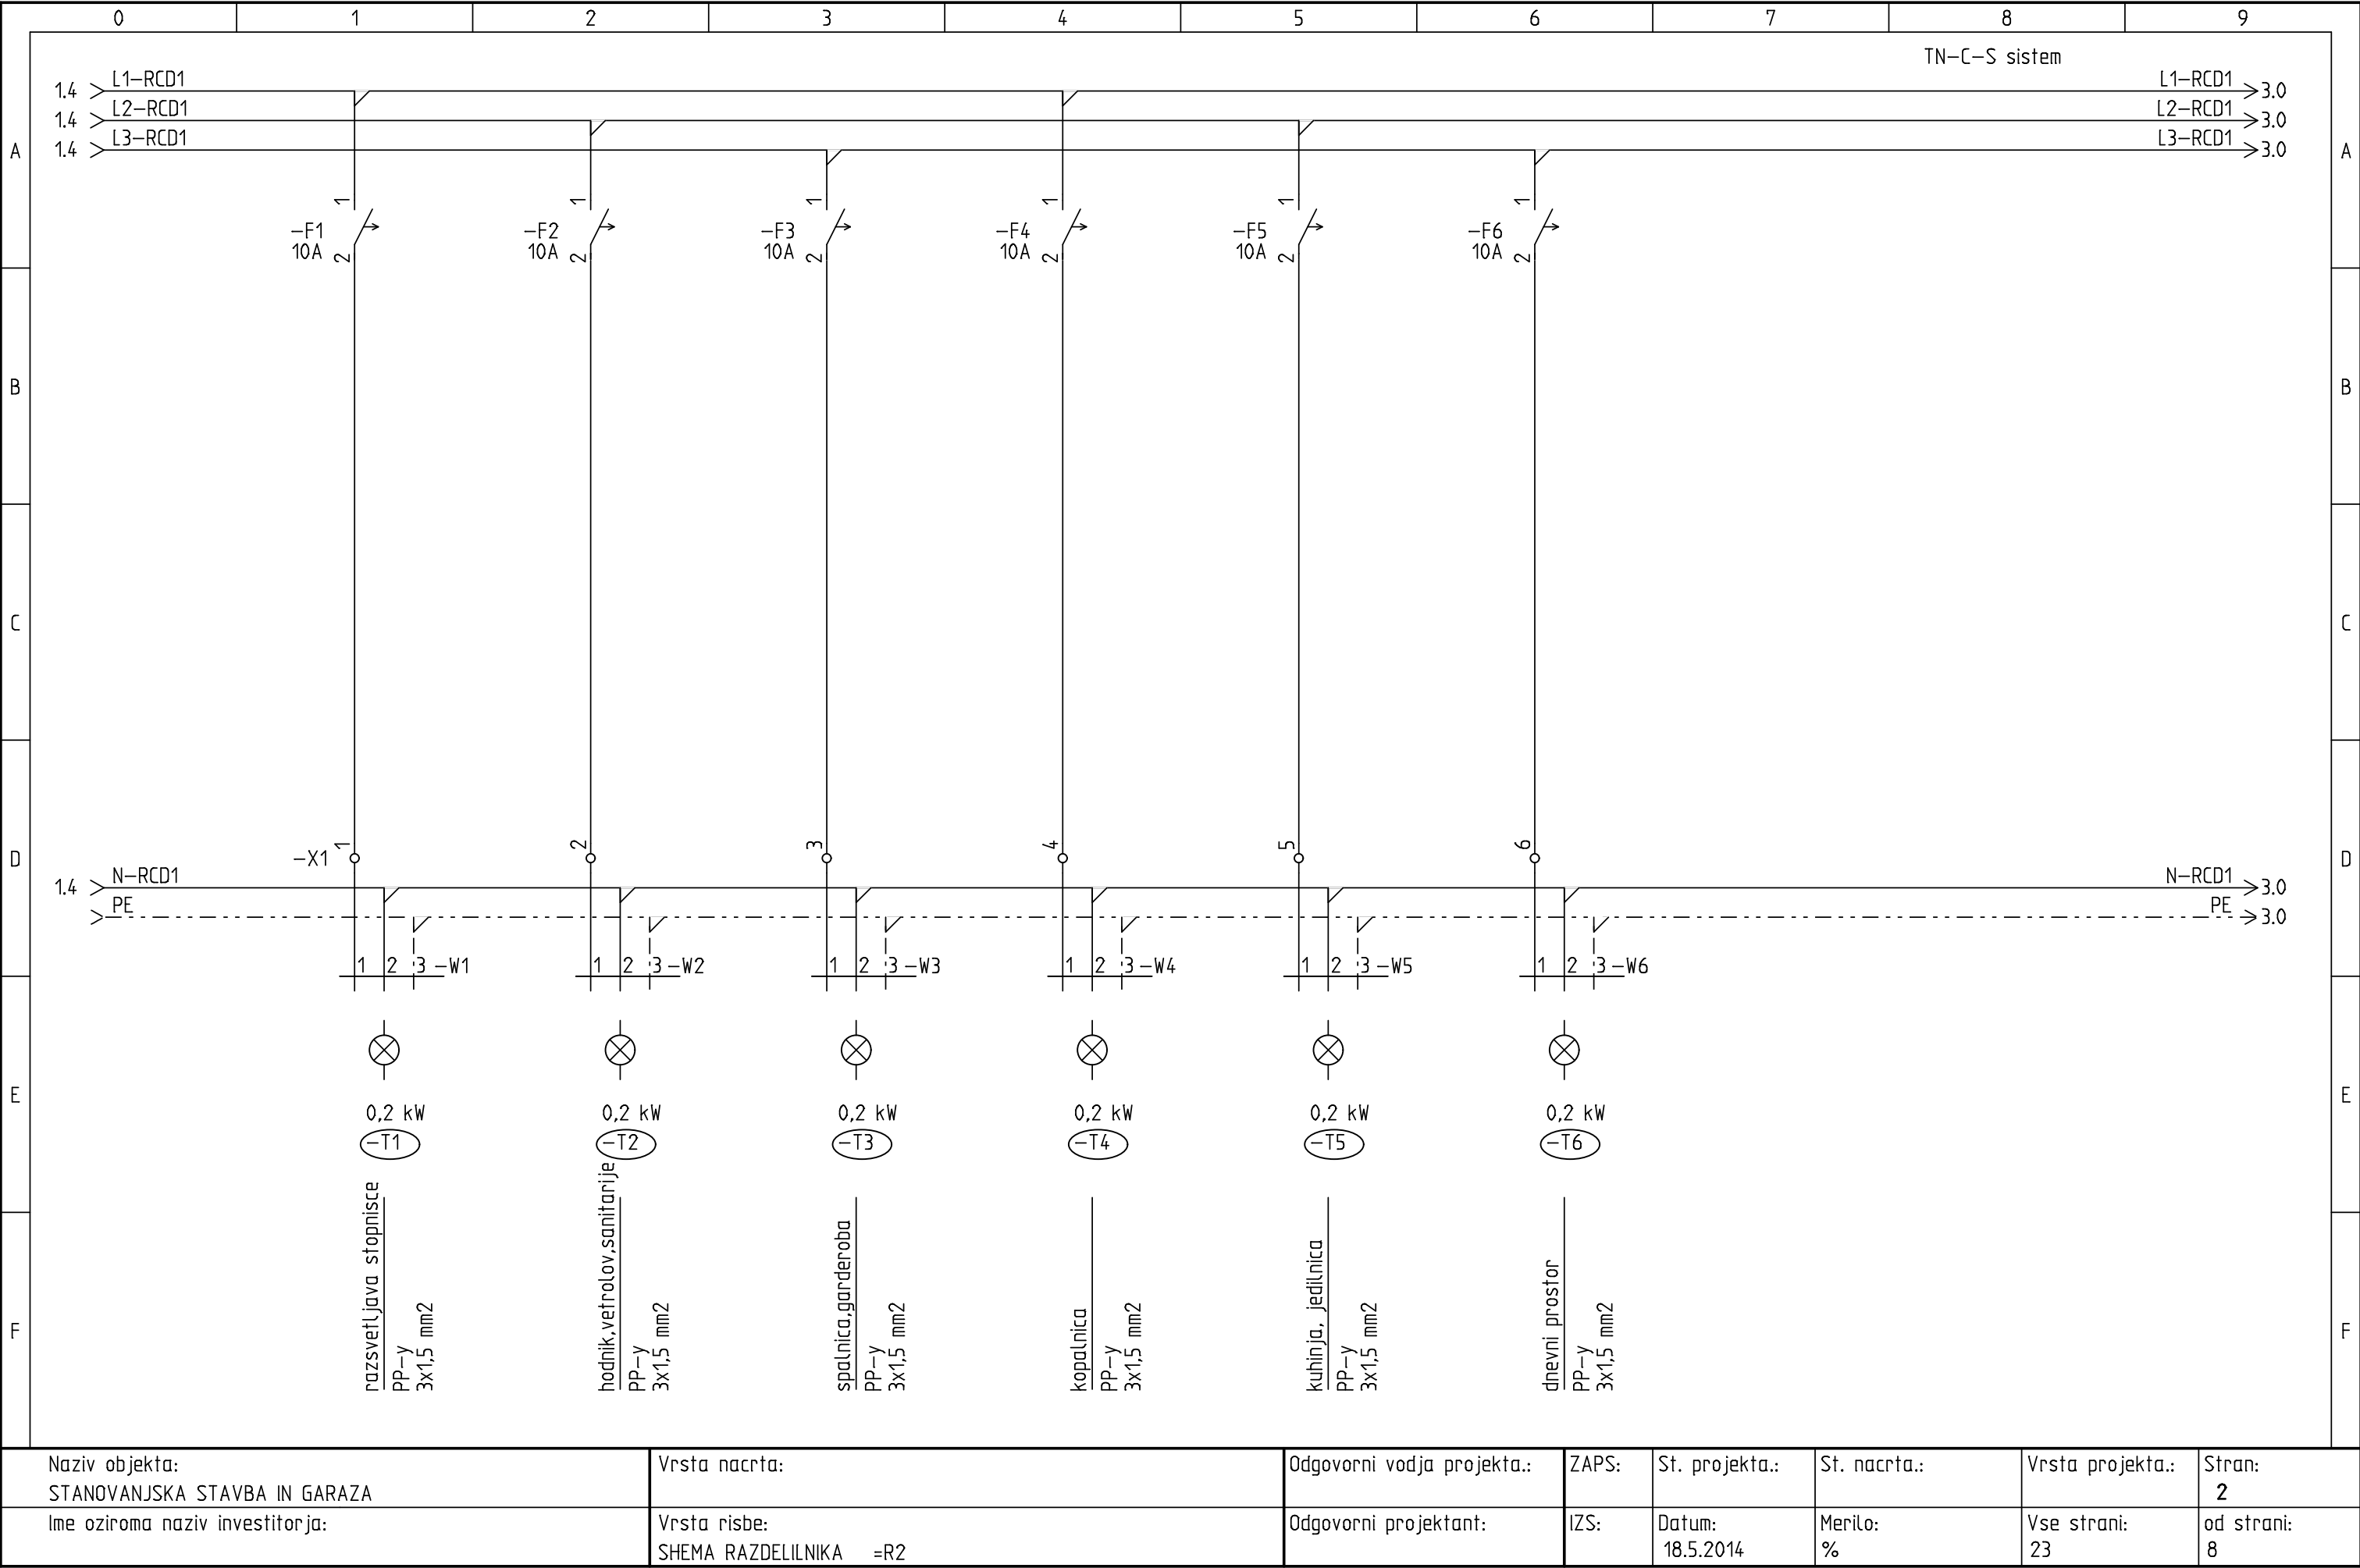 0 1 2 3 4 5 6 7 8 9
TN-C-S sistem
1.4 L1-RCD1 L1-RCD1 3.0
1.4 L2-RCD1 L2-RCD1 3.0
1.4 L3-RCD1 L3-RCD1 3.0
A A
1 1 1 1 1 1
-F1 -F2 -F3 -F4 -F5 -F6
10A 10A 10A 10A 10A 10A
2 2 2 2 2 2
B B
C C
D D
-X1 1 2 3 4 5 6
1.4 N-RCD1 N-RCD1 3.0
PE PE 3.0
1 2 3 -W1 1 2 3 -W2 1 2 3 -W3 1 2 3 -W4 1 2 3 -W5 1 2 3 -W6
E E
0,2 kW 0,2 kW 0,2 kW 0,2 kW 0,2 kW 0,2 kW
-T1 -T2 -T3 -T4 -T5 -T6
F F
razsvetljava stopnisce
PP-y
3x1,5 mm2
hodnik,vetrolov,sanitarije
PP-y
3x1,5 mm2
spalnica,garderoba
PP-y
3x1,5 mm2
kopalnica
PP-y
3x1,5 mm2
kuhinja, jedilnica
PP-y
3x1,5 mm2
dnevni prostor
PP-y
3x1,5 mm2
Naziv objekta:
STANOVANJSKA STAVBA IN GARAZA
Ime oziroma naziv investitorja:
Vrsta nacrta:
Vrsta risbe:
SHEMA RAZDELILNIKA =R2
Odgovorni vodja projekta.:
Odgovorni projektant:
ZAPS:
IZS:
St. projekta.:
Datum:
18.5.2014
St. nacrta.:
Merilo:
%
Vrsta projekta.:
Vse strani:
23
Stran:
2
od strani:
8